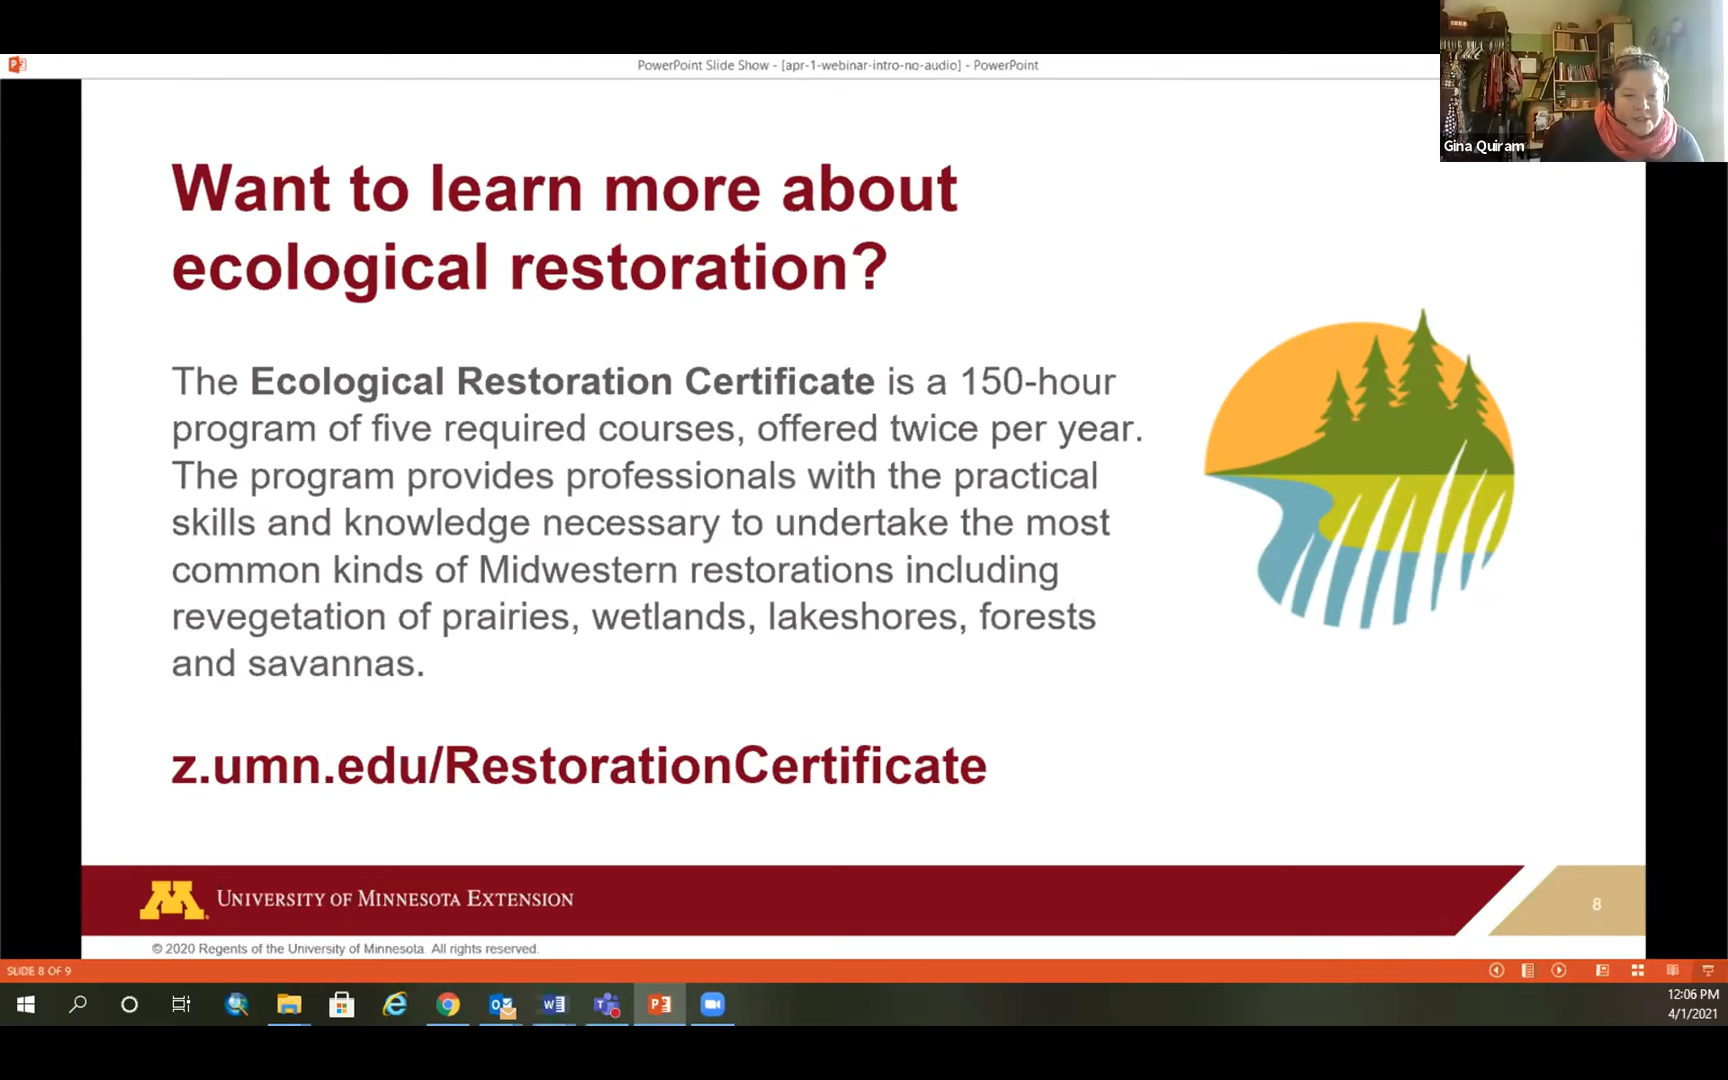 PowerPoint Slide Show - [apr-1-webinar-intro-no-audio] - PowerPoint
Gina Quiram
Want to learn more about
ecological restoration?
The Ecological Restoration Certificate is a 150-hour
program of five required courses, offered twice per year.
The program provides professionals with the practical
skills and knowledge necessary to undertake the most
common kinds of Midwestern restorations including
revegetation of prairies, wetlands, lakeshores, forests
and savannas.
z.umn.edu/RestorationCertificate
M
University of Minnesota Extension
8
© 2020 Regents of the University of Minnesota. All rights reserved.
SLIDE 8 OF 9
12:06 PM
4/1/2021